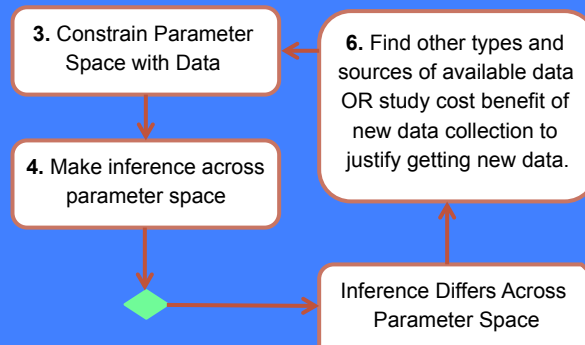 3. Constrain Parameter
Space with Data
6. Find other types and
sources of available data
OR study cost benefit of
new data collection to
justify getting new data.
4. Make inference across
parameter space
Inference Differs Across
Parameter Space